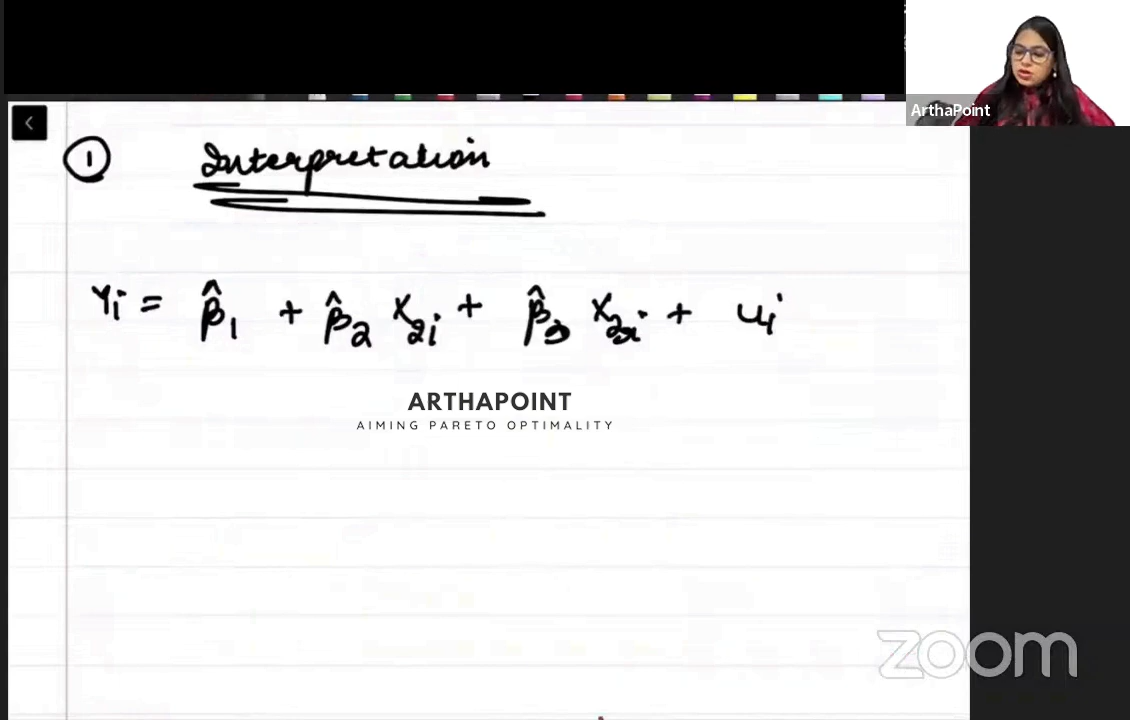 ArthaPoint
① Interpretation
Yi = β̂1 + β̂2 X2i + β̂3 X3i + ui
ARTHAPOINT
AIMING PARETO OPTIMALITY
zoom